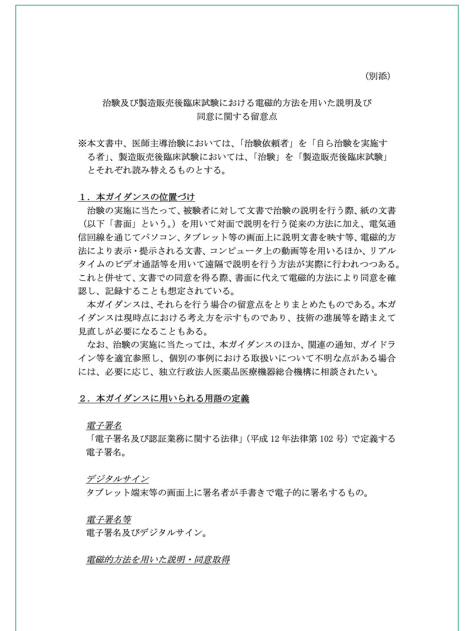 (別添)
治験及び製造販売後臨床試験における電磁的方法を用いた説明及び
同意に関する留意点
※本文書中、医師主導治験においては、「治験依頼者」を「自ら治験を実施す
る者」、製造販売後臨床試験においては、「治験」を「製造販売後臨床試験」
とそれぞれ読み替えるものとする。
1.本ガイダンスの位置づけ
治験の実施に当たって、被験者に対して文書で治験の説明を行う際、紙の文書
(以下「書面」という。)を用いて対面で説明を行う従来の方法に加え、電気通
信回線を通じてパソコン、タブレット等の画面上に説明文書を映す等、電磁的方
法により表示・提示される文書、コンピュータ上の動画等を用いるほか、リアル
タイムのビデオ通話等を用いて遠隔で説明を行う方法が実際に行われつつある。
これと併せて、文書での同意を得る際、書面に代えて電磁的方法により同意を確
認し、記録することも想定されている。
本ガイダンスは、それらを行う場合の留意点をとりまとめたものである。本ガ
イダンスは現時点における考え方を示すものであり、技術の進展等を踏まえて
見直しが必要になることもある。
なお、治験の実施に当たっては、本ガイダンスのほか、関連の通知、ガイドラ
イン等を適宜参照し、個別の事例における取扱いについて不明な点がある場合
には、必要に応じ、独立行政法人医薬品医療機器総合機構に相談されたい。
2.本ガイダンスに用いられる用語の定義
電子署名
「電子署名及び認証業務に関する法律」(平成 12 年法律第 102 号)で定義する
電子署名。
デジタルサイン
タブレット端末等の画面上に署名者が手書きで電子的に署名するもの。
電子署名等
電子署名及びデジタルサイン。
電磁的方法を用いた説明・同意取得